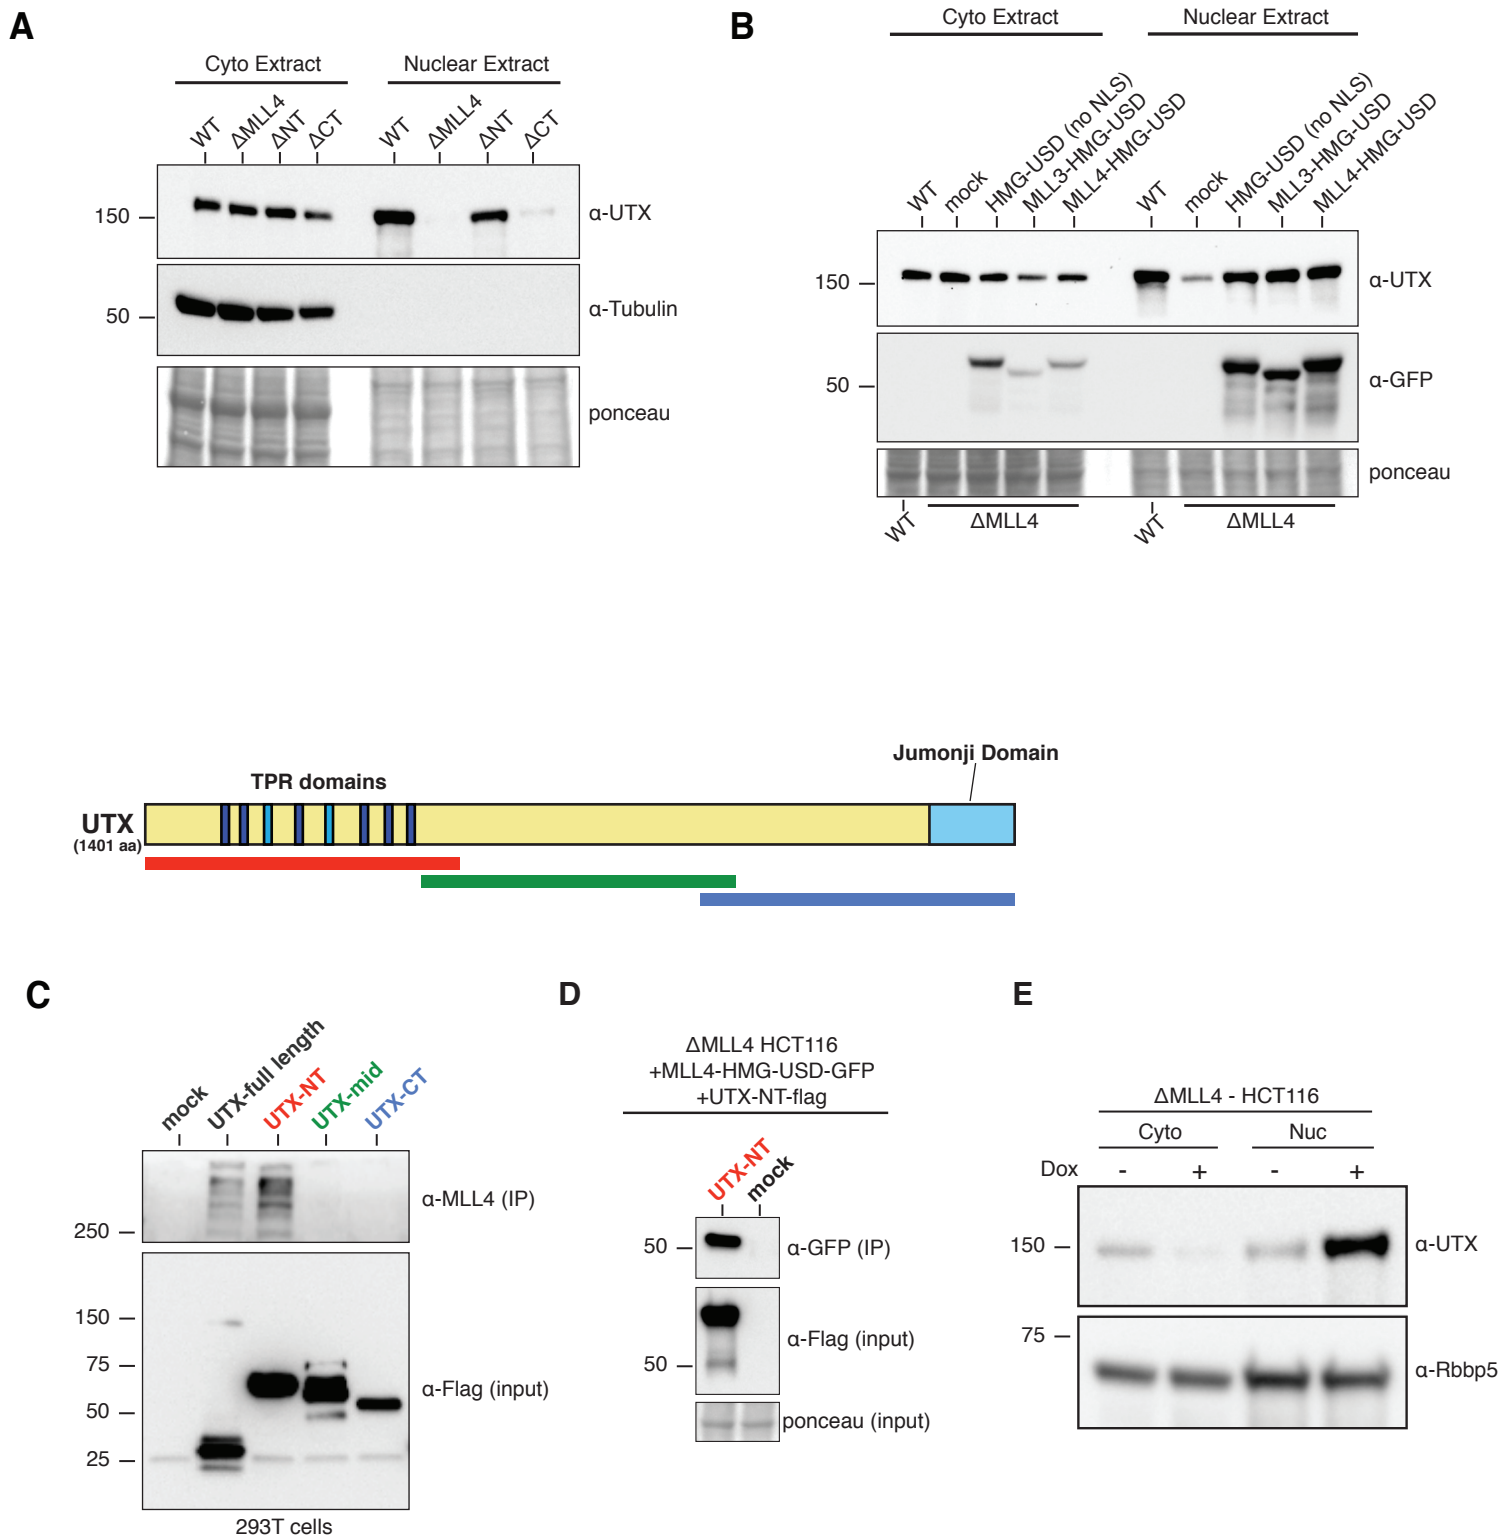 A
Cyto Extract Nuclear Extract
WT ΔMLL4 ΔNT ΔCT WT ΔMLL4 ΔNT ΔCT
150 α-UTX
50 α-Tubulin
ponceau
B
Cyto Extract Nuclear Extract
WT mock HMG-USD (no NLS) MLL3-HMG-USD MLL4-HMG-USD WT mock HMG-USD (no NLS) MLL3-HMG-USD MLL4-HMG-USD
150 α-UTX
50 α-GFP
ponceau
WT ΔMLL4 WT ΔMLL4
Jumonji Domain
TPR domains
UTX
(1401 aa)
C
mock UTX-full length UTX-NT UTX-mid UTX-CT
α-MLL4 (IP)
250
150
75
α-Flag (input)
50
25
293T cells
D
ΔMLL4 HCT116
+MLL4-HMG-USD-GFP
+UTX-NT-flag
UTX-NT mock
50 α-GFP (IP)
α-Flag (input)
50
ponceau (input)
E
ΔMLL4 - HCT116
Cyto Nuc
Dox - + - +
150 α-UTX
75
α-Rbbp5